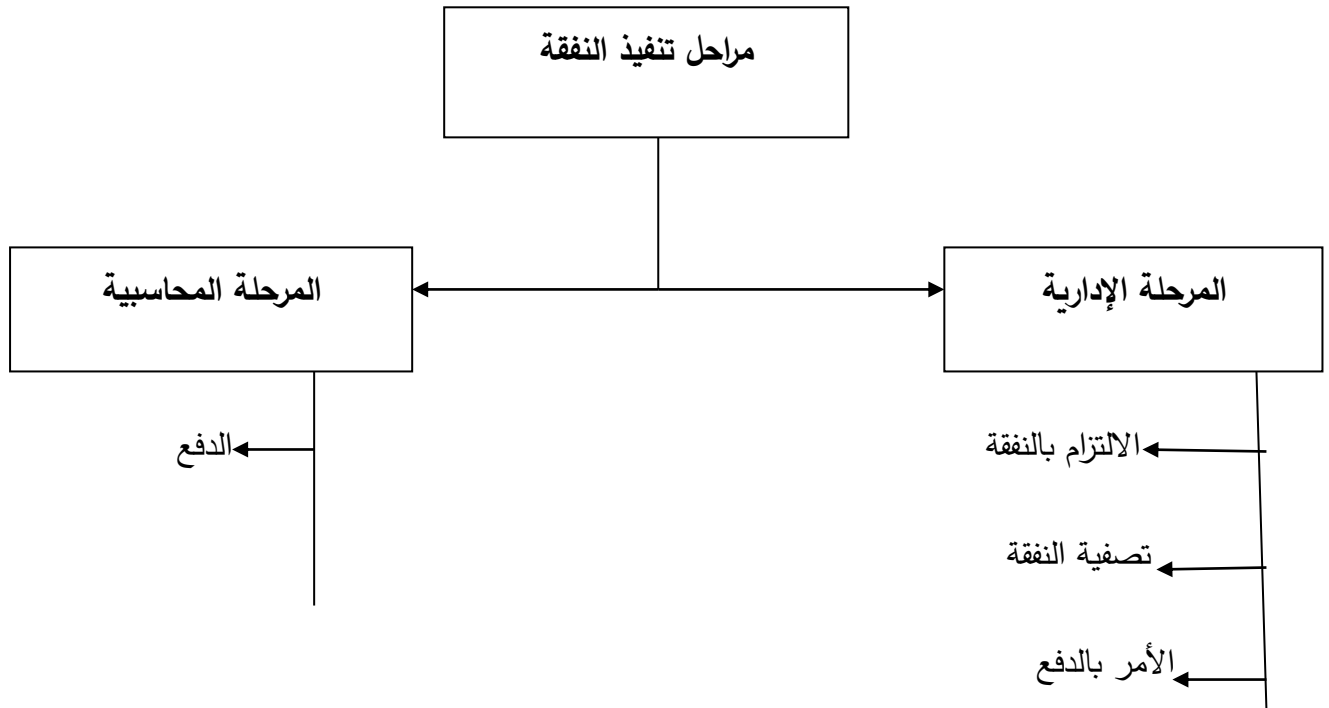 مراحل تنفيذ النفقة
المرحلة الإدارية
المرحلة المحاسبية
الالتزام بالنفقة
الدفع
تصفية النفقة
الأمر بالدفع